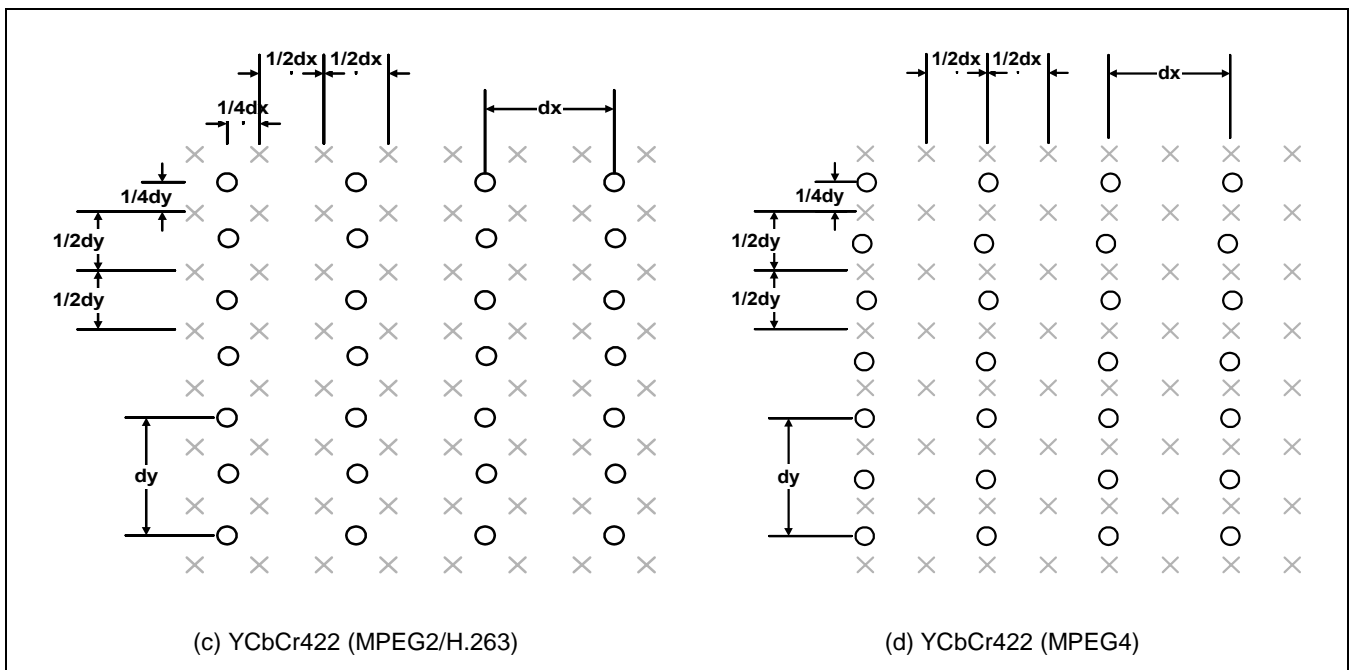 1/2dx 1/2dx
1/4dx
dx
1/4dy
1/2dy
1/2dy
dy
(c) YCbCr422 (MPEG2/H.263)
1/2dx 1/2dx
dx
1/4dy
1/2dy
1/2dy
dy
(d) YCbCr422 (MPEG4)